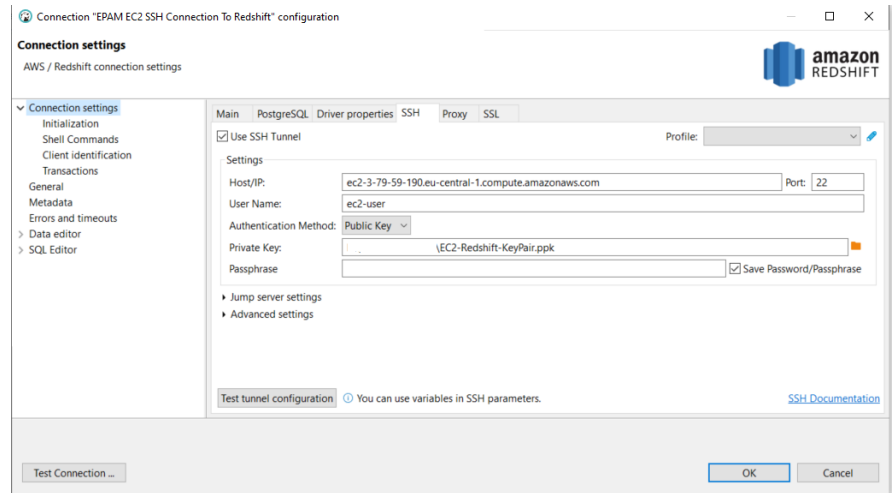 Connection "EPAM EC2 SSH Connection To Redshift" configuration
Connection settings
AWS / Redshift connection settings
amazon
REDSHIFT
Connection settings
Initialization
Shell Commands
Client identification
Transactions
General
Metadata
Errors and timeouts
Data editor
SQL Editor
Main PostgreSQL Driver properties SSH Proxy SSL
Use SSH Tunnel Profile:
Settings
Host/IP: ec2-3-79-59-190.eu-central-1.compute.amazonaws.com Port: 22
User Name: ec2-user
Authentication Method: Public Key
Private Key: \EC2-Redshift-KeyPair.ppk
Passphrase Save Password/Passphrase
Jump server settings
Advanced settings
Test tunnel configuration You can use variables in SSH parameters. SSH Documentation
Test Connection ... OK Cancel